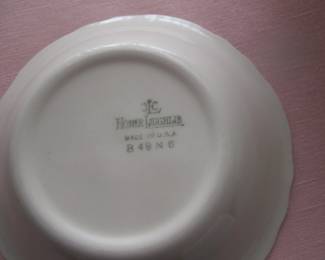 HLC
HOMER LAUGHLIN
MADE IN U.S.A.
B 49 N 6